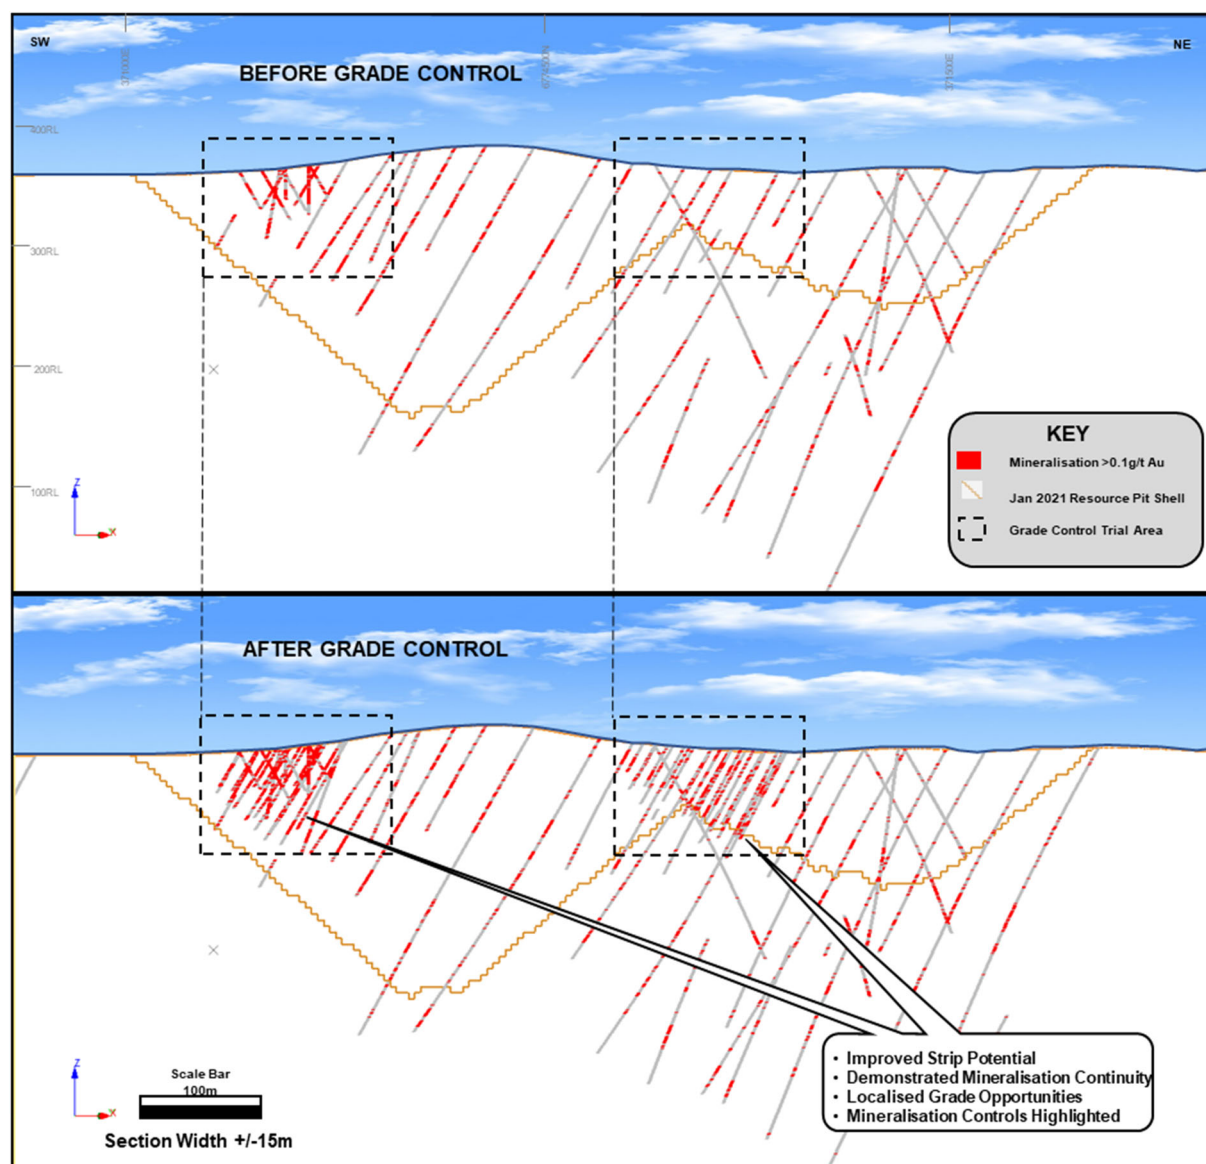 SW
NE
371000E
371500E
BEFORE GRADE CONTROL
400RL
300RL
200RL
100RL
Z
X
KEY
Mineralisation >0.1g/t Au
Jan 2021 Resource Pit Shell
Grade Control Trial Area
AFTER GRADE CONTROL
Z
X
Scale Bar
100m
Section Width +/-15m
• Improved Strip Potential
• Demonstrated Mineralisation Continuity
• Localised Grade Opportunities
• Mineralisation Controls Highlighted